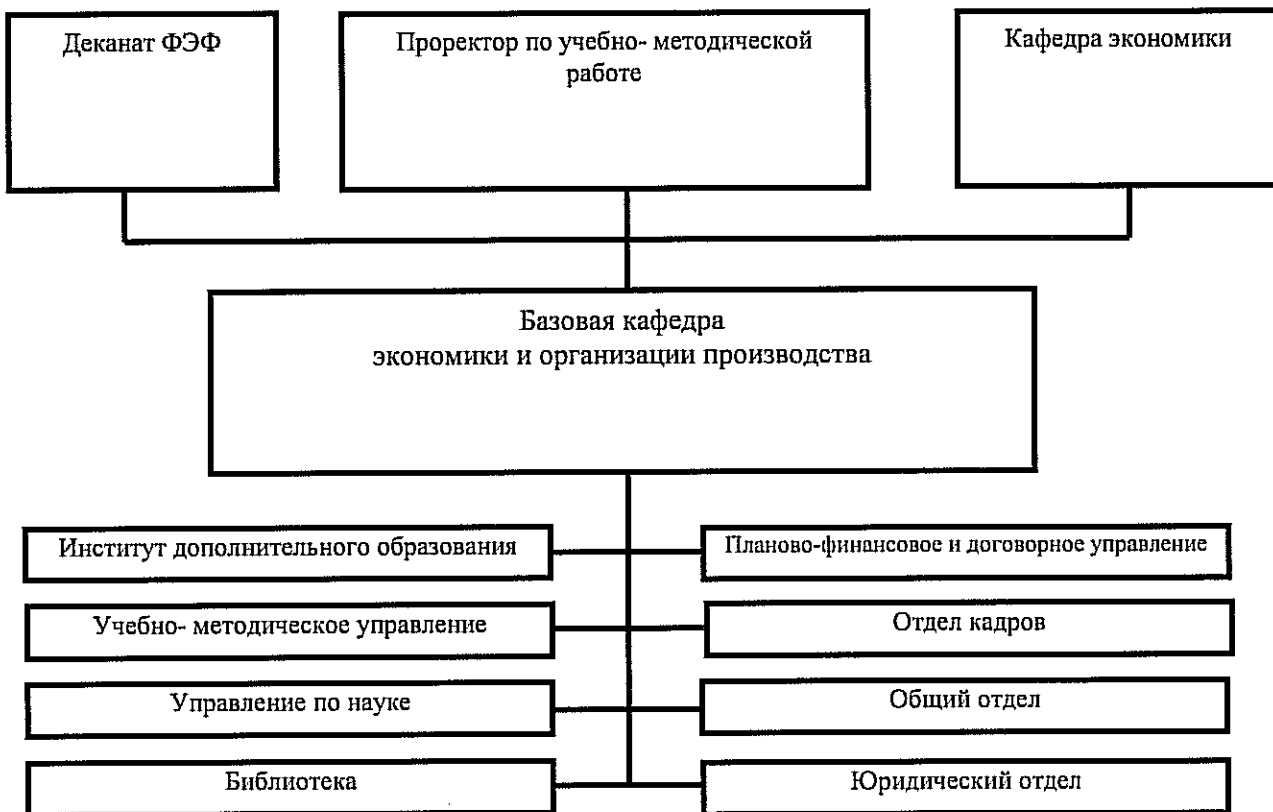 Деканат ФЭФ
Проректор по учебно- методической
работе
Кафедра экономики
Базовая кафедра
экономики и организации производства
Институт дополнительного образования
Планово-финансовое и договорное управление
Учебно- методическое управление
Отдел кадров
Управление по науке
Общий отдел
Библиотека
Юридический отдел